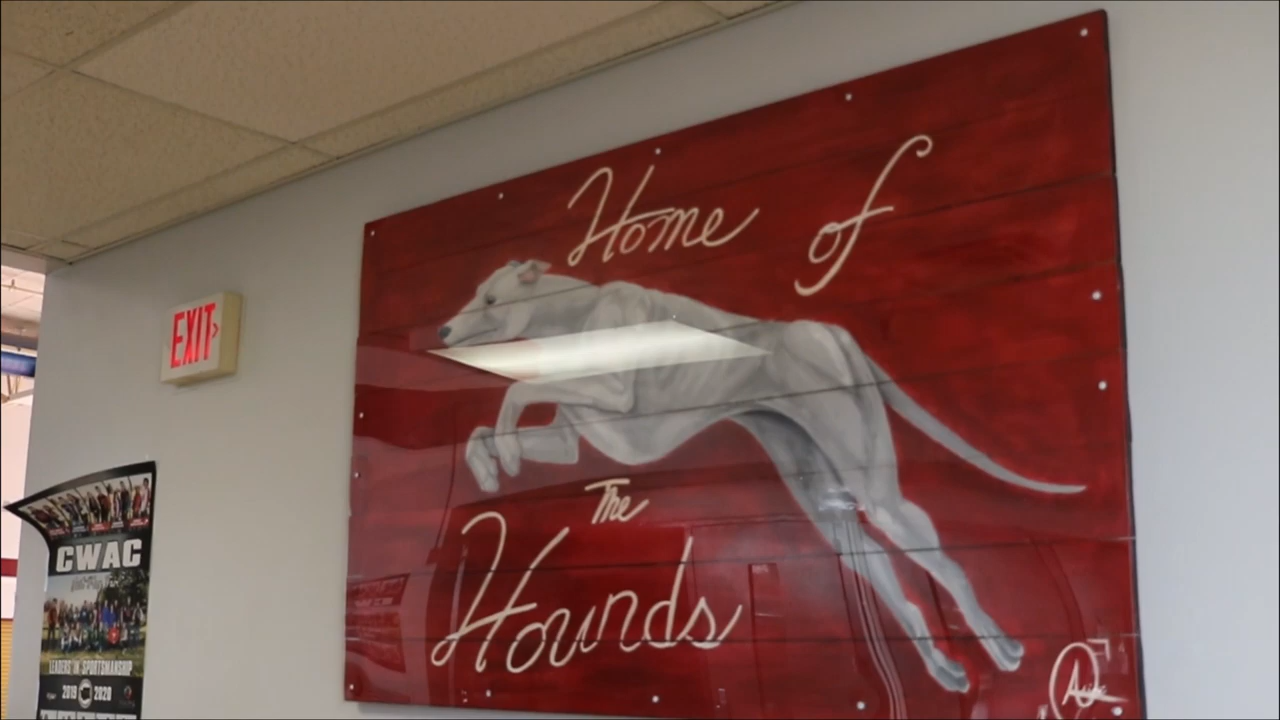 Home of
The
Hounds
EXIT
CWAC
LEADERS IN SPORTSMANSHIP
2019 2020